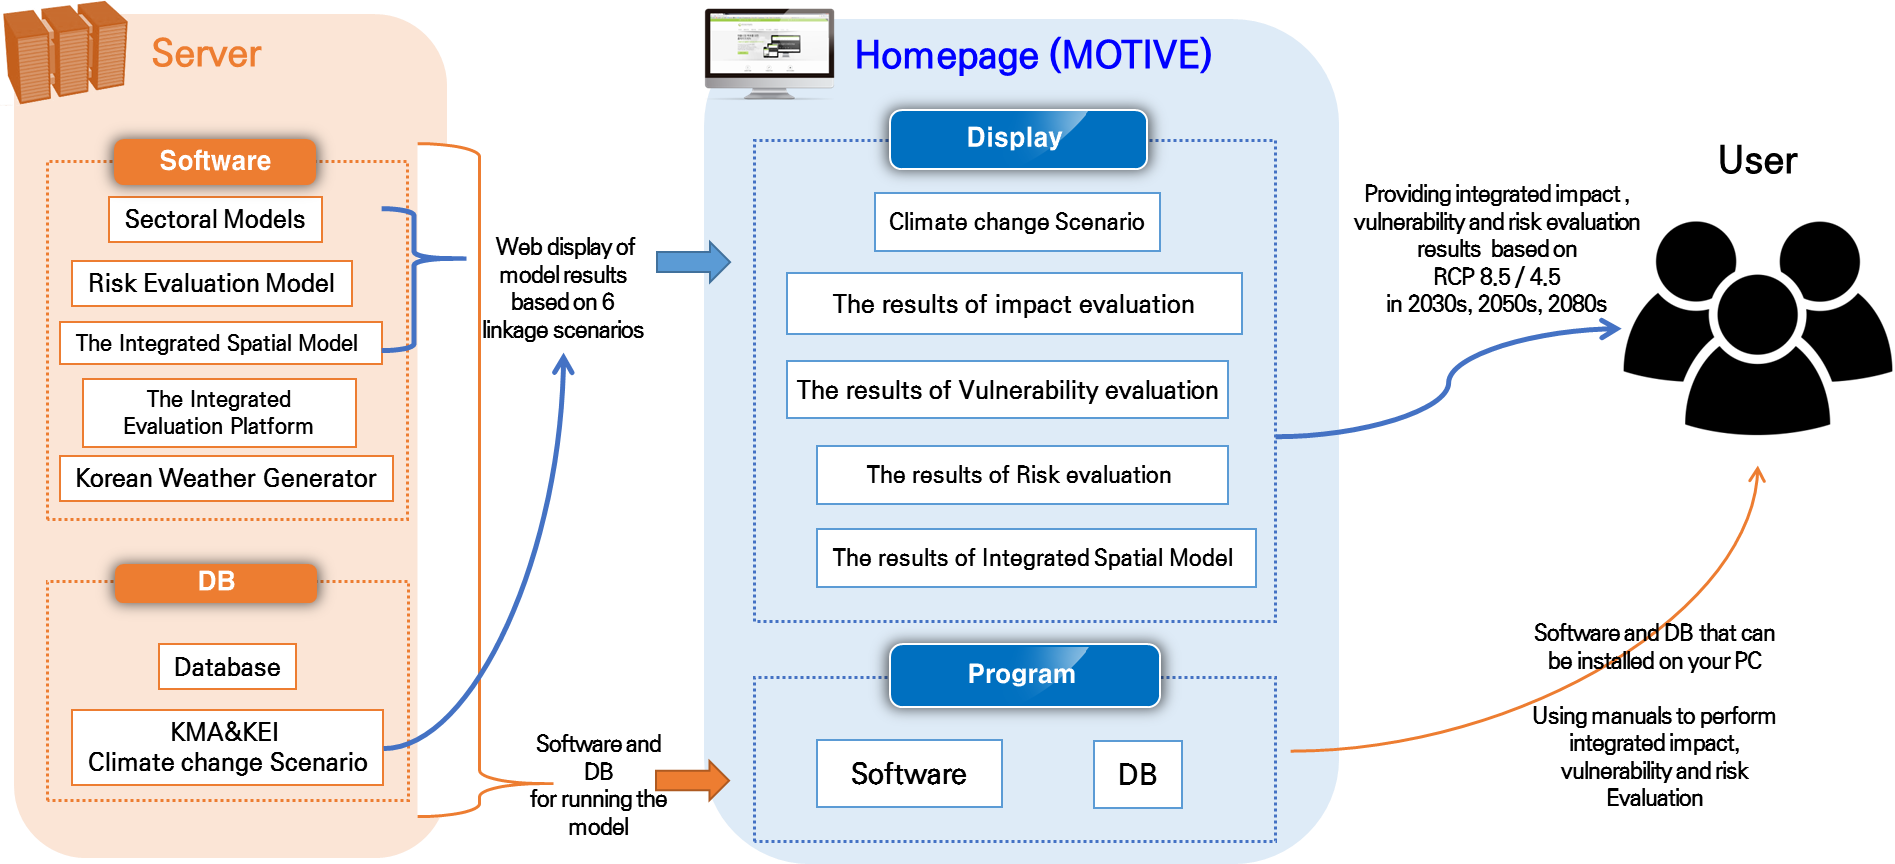 Server
Software
Sectoral Models
Risk Evaluation Model
The Integrated Spatial Model
The Integrated
Evaluation Platform
Korean Weather Generator
DB
Database
KMA&KEI
Climate change Scenario
Web display of
model results
based on 6
linkage scenarios
Software and
DB
for running the
model
Homepage (MOTIVE)
Display
Climate change Scenario
The results of impact evaluation
The results of Vulnerability evaluation
The results of Risk evaluation
The results of Integrated Spatial Model
Program
Software
DB
User
Providing integrated impact ,
vulnerability and risk evaluation
results  based on
RCP 8.5 / 4.5
in 2030s, 2050s, 2080s
Software and DB that can
be installed on your PC
Using manuals to perform
integrated impact,
vulnerability and risk
Evaluation